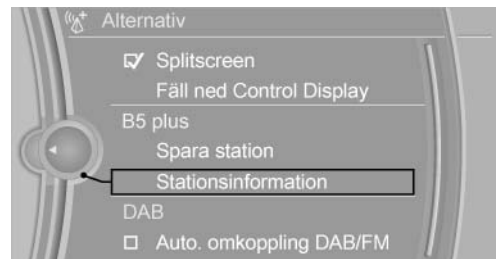 Alternativ
Splitscreen
Fäll ned Control Display
B5 plus
Spara station
Stationsinformation
DAB
Auto. omkoppling DAB/FM